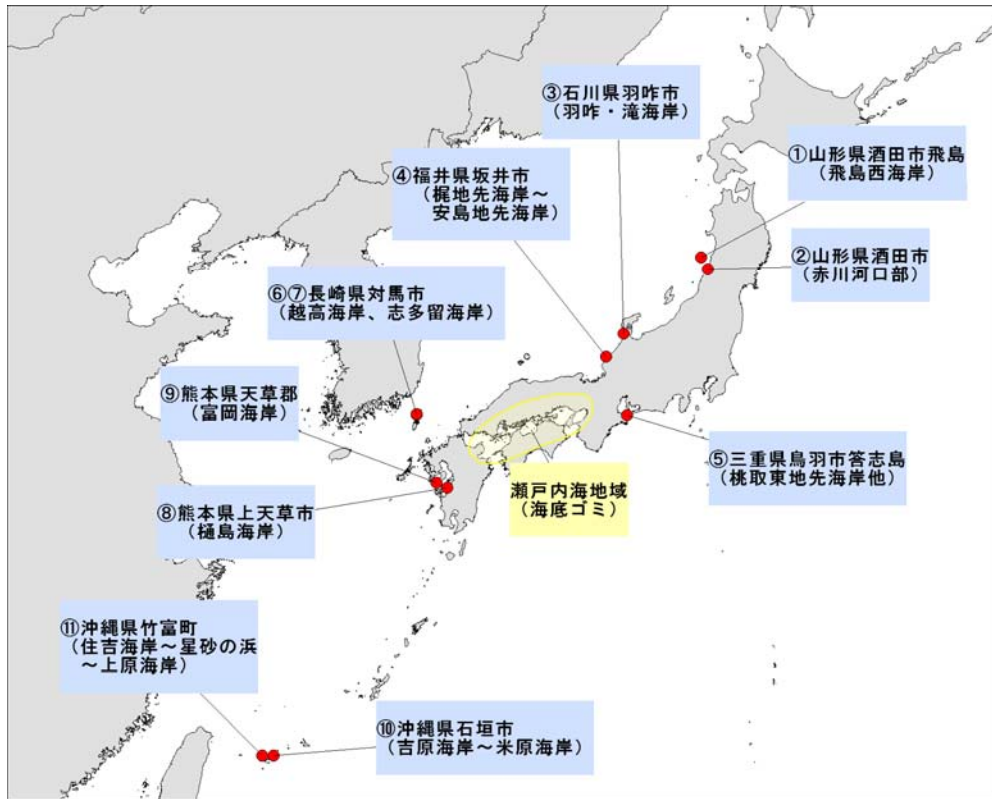 ③石川県羽咋市
(羽咋・滝海岸)
①山形県酒田市飛島
(飛島西海岸)
④福井県坂井市
(梶地先海岸～
安島地先海岸)
②山形県酒田市
(赤川河口部)
⑥⑦長崎県対馬市
(越高海岸、志多留海岸)
⑨熊本県天草郡
(富岡海岸)
⑤三重県鳥羽市答志島
(桃取東地先海岸他)
瀬戸内海地域
(海底ゴミ)
⑧熊本県上天草市
(樋島海岸)
⑪沖縄県竹富町
(住吉海岸～星砂の浜
～上原海岸)
⑩沖縄県石垣市
(吉原海岸～米原海岸)